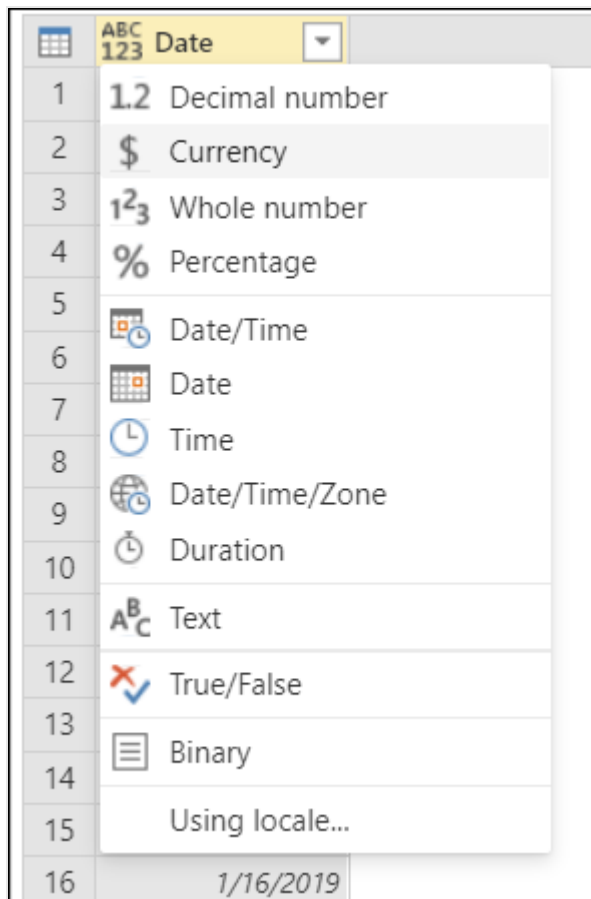 ABC
123 Date
1 1.2 Decimal number
2 $ Currency
3 123 Whole number
4 % Percentage
5
Date/Time
6
Date
7
Time
8
Date/Time/Zone
9
Duration
10
11 ABC Text
12
True/False
13
Binary
14
15 Using locale...
16 1/16/2019